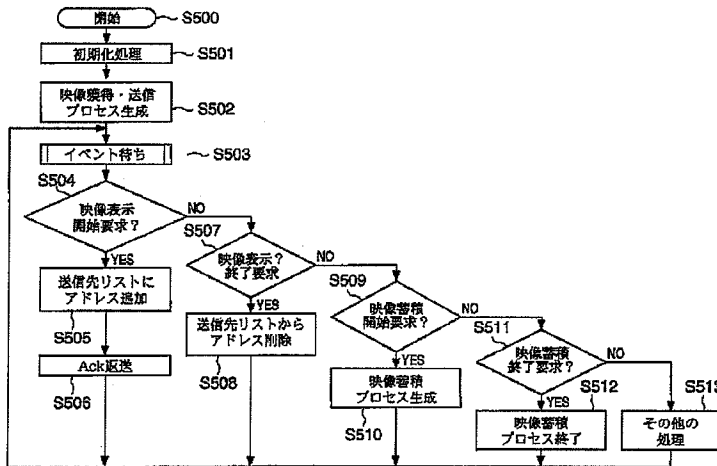 開始
S500
初期化処理
S501
映像獲得・送信
プロセス生成
S502
イベント待ち
S503
S504
映像表示
開始要求?
NO
YES
送信先リストに
アドレス追加
S505
Ack返送
S506
S507
映像表示?
終了要求
NO
YES
送信先リストから
アドレス削除
S508
S509
映像蓄積
開始要求?
NO
YES
映像蓄積
プロセス生成
S510
S511
映像蓄積
終了要求?
NO
YES
S512
映像蓄積
プロセス終了
S513
その他の
処理